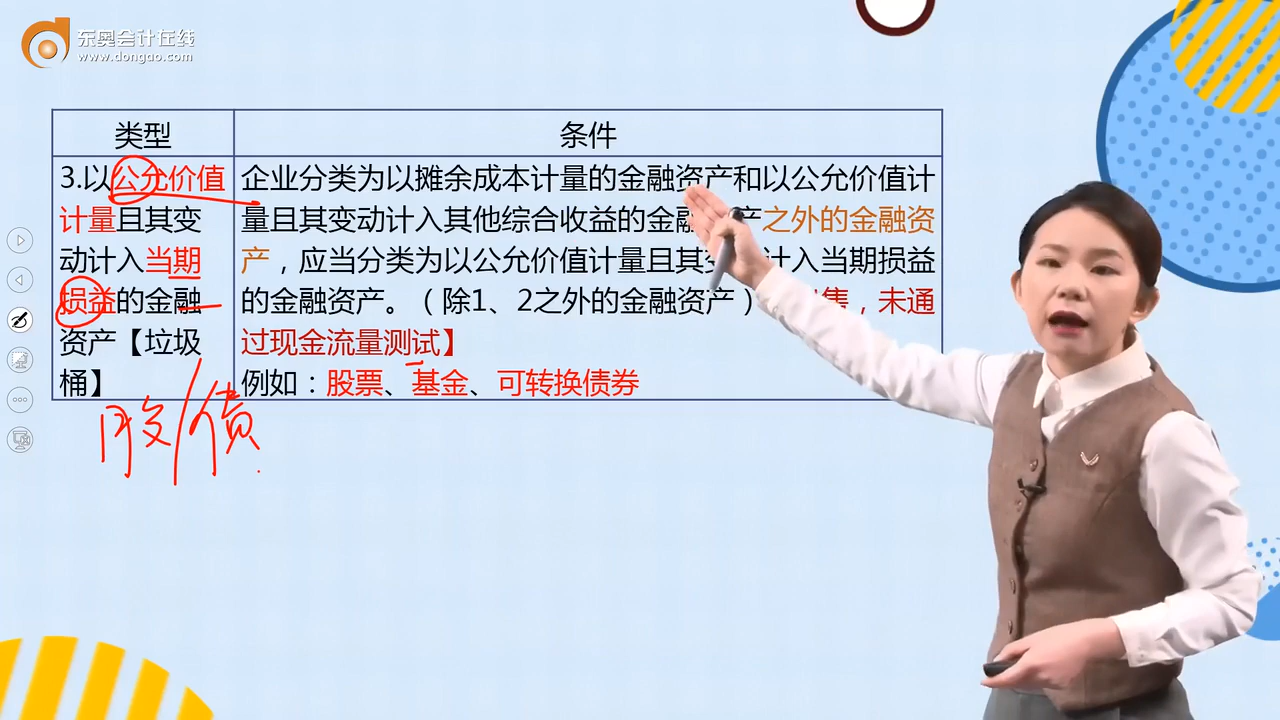 东奥会计在线
www.dongao.com
类型
条件
3.以公允价值
计量且其变
动计入当期
损益的金融
资产【垃圾
桶】
企业分类为以摊余成本计量的金融资产和以公允价值计
量且其变动计入其他综合收益的金融 产之外的金融资
产，应当分类为以公允价值计量且其 计入当期损益
的金融资产。（除1、2之外的金融资产） 售，未通
过现金流量测试】
例如：股票、基金、可转换债券
股/债